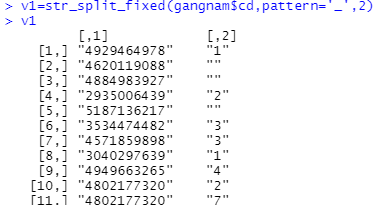 > v1=str_split_fixed(gangnam$cd,pattern='_',2)
> v1
[,1] [,2]
[1,] "4929464978" "1"
[2,] "4620119088" ""
[3,] "4884983927" ""
[4,] "2935006439" "2"
[5,] "5187136217" ""
[6,] "3534474482" "3"
[7,] "4571859898" "3"
[8,] "3040297639" "1"
[9,] "4949663265" "4"
[10,] "4802177320" "2"
[11,] "4802177320" "7"